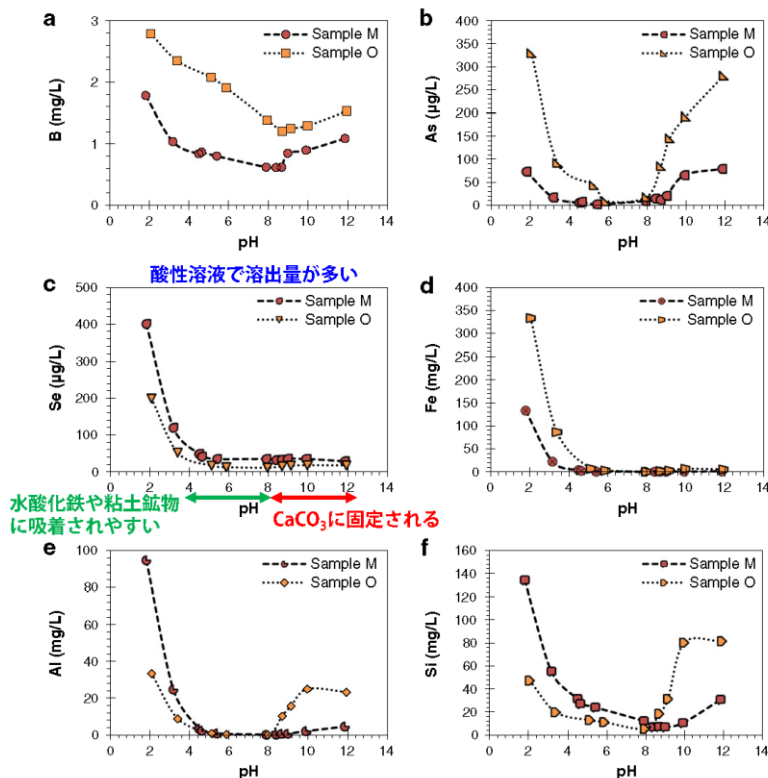 a
Sample M
Sample O
B (mg/L)
3
2
1
0
0 2 4 6 8 10 12 14
pH
b
Sample M
Sample O
As (µg/L)
400
350
300
250
200
150
100
50
0
0 2 4 6 8 10 12 14
pH
酸性溶液で溶出量が多い
c
Sample M
Sample O
Se (µg/L)
500
400
300
200
100
0
0 2 4 6 8 10 12 14
pH
水酸化鉄や粘土鉱物
に吸着されやすい
CaCO₃に固定される
d
Sample M
Sample O
Fe (mg/L)
400
350
300
250
200
150
100
50
0
0 2 4 6 8 10 12 14
pH
e
Sample M
Sample O
Al (mg/L)
100
80
60
40
20
0
0 2 4 6 8 10 12 14
pH
f
Sample M
Sample O
Si (mg/L)
160
140
120
100
80
60
40
20
0
0 2 4 6 8 10 12 14
pH